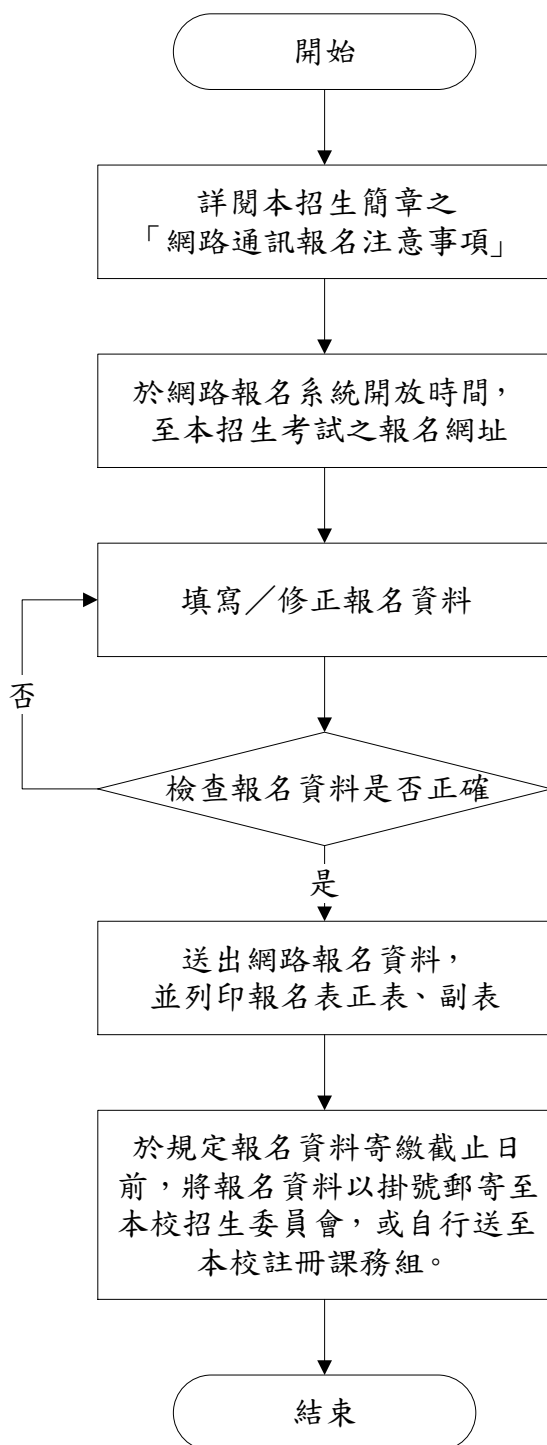 開始
詳閱本招生簡章之
「網路通訊報名注意事項」
於網路報名系統開放時間，
至本招生考試之報名網址
填寫／修正報名資料
否
檢查報名資料是否正確
是
送出網路報名資料，
並列印報名表正表、副表
於規定報名資料寄繳截止日
前，將報名資料以掛號郵寄至
本校招生委員會，或自行送至
本校註冊課務組。
結束